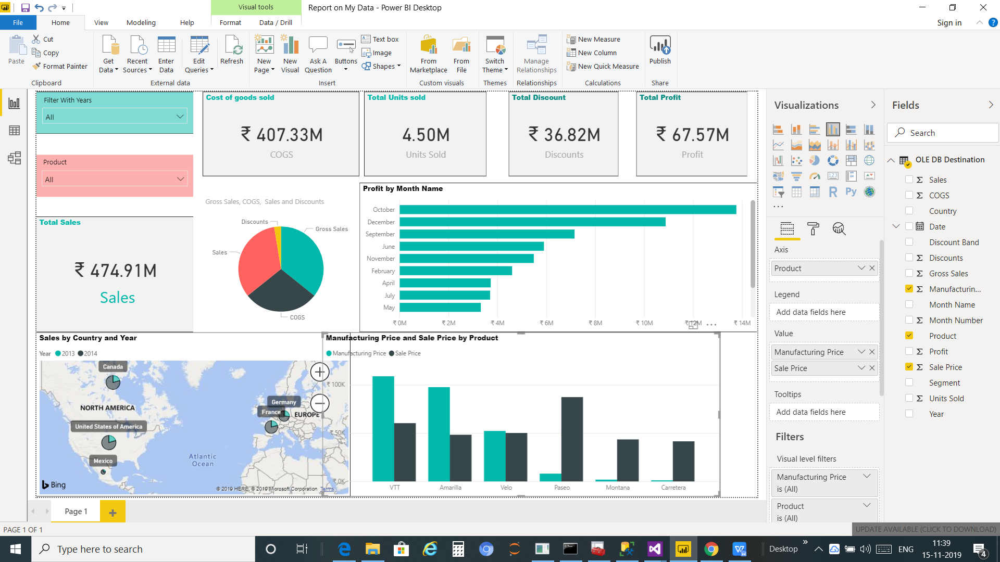 Visual tools
Report on My Data - Power BI Desktop
File
Home
View
Modeling
Help
Format
Data / Drill
Sign in
?
Paste
Cut
Copy
Format Painter
Clipboard
Get Data
Recent Sources
Enter Data
Edit Queries
Refresh
External data
New Page
New Visual
Ask A Question
Buttons
Text box
Image
Shapes
Insert
From Marketplace
From File
Custom visuals
Switch Theme
Themes
Manage Relationships
Relationships
New Measure
New Column
New Quick Measure
Calculations
Publish
Share
Filter With Years
All
Product
All
Total Sales
₹ 474.91M
Sales
Cost of goods sold
₹ 407.33M
COGS
Total Units sold
4.50M
Units Sold
Total Discount
₹ 36.82M
Discounts
Total Profit
₹ 67.57M
Profit
Gross Sales, COGS, Sales and Discounts
Discounts
Gross Sales
Sales
COGS
Profit by Month Name
October
December
September
June
November
February
April
July
May
₹ 0M
₹ 2M
₹ 4M
₹ 6M
₹ 8M
₹ 10M
₹ 12M
₹ 14M
Sales by Country and Year
Year
2013
2014
Canada
NORTH AMERICA
United States of America
Mexico
Germany
France
EUROPE
Atlantic
Ocean
Bing
© 2019 HERE, © 2019 Microsoft Corporation Terms
Manufacturing Price and Sale Price by Product
Manufacturing Price
Sale Price
₹ 100K
₹ 50K
₹ 0K
VTT
Amarilla
Velo
Paseo
Montana
Carretera
Visualizations
123
R
Py
...
Axis
Product
Legend
Add data fields here
Value
Manufacturing Price
Sale Price
Tooltips
Add data fields here
Filters
Visual level filters
Manufacturing Price
is (All)
Product
is (All)
Fields
Search
OLE DB Destination
Sales
COGS
Country
Date
Discount Band
Discounts
Gross Sales
Manufacturin...
Month Name
Month Number
Product
Profit
Sale Price
Segment
Units Sold
Year
Page 1
+
PAGE 1 OF 1
UPDATE AVAILABLE (CLICK TO DOWNLOAD)
Type here to search
Desktop
ENG
11:39
15-11-2019
4